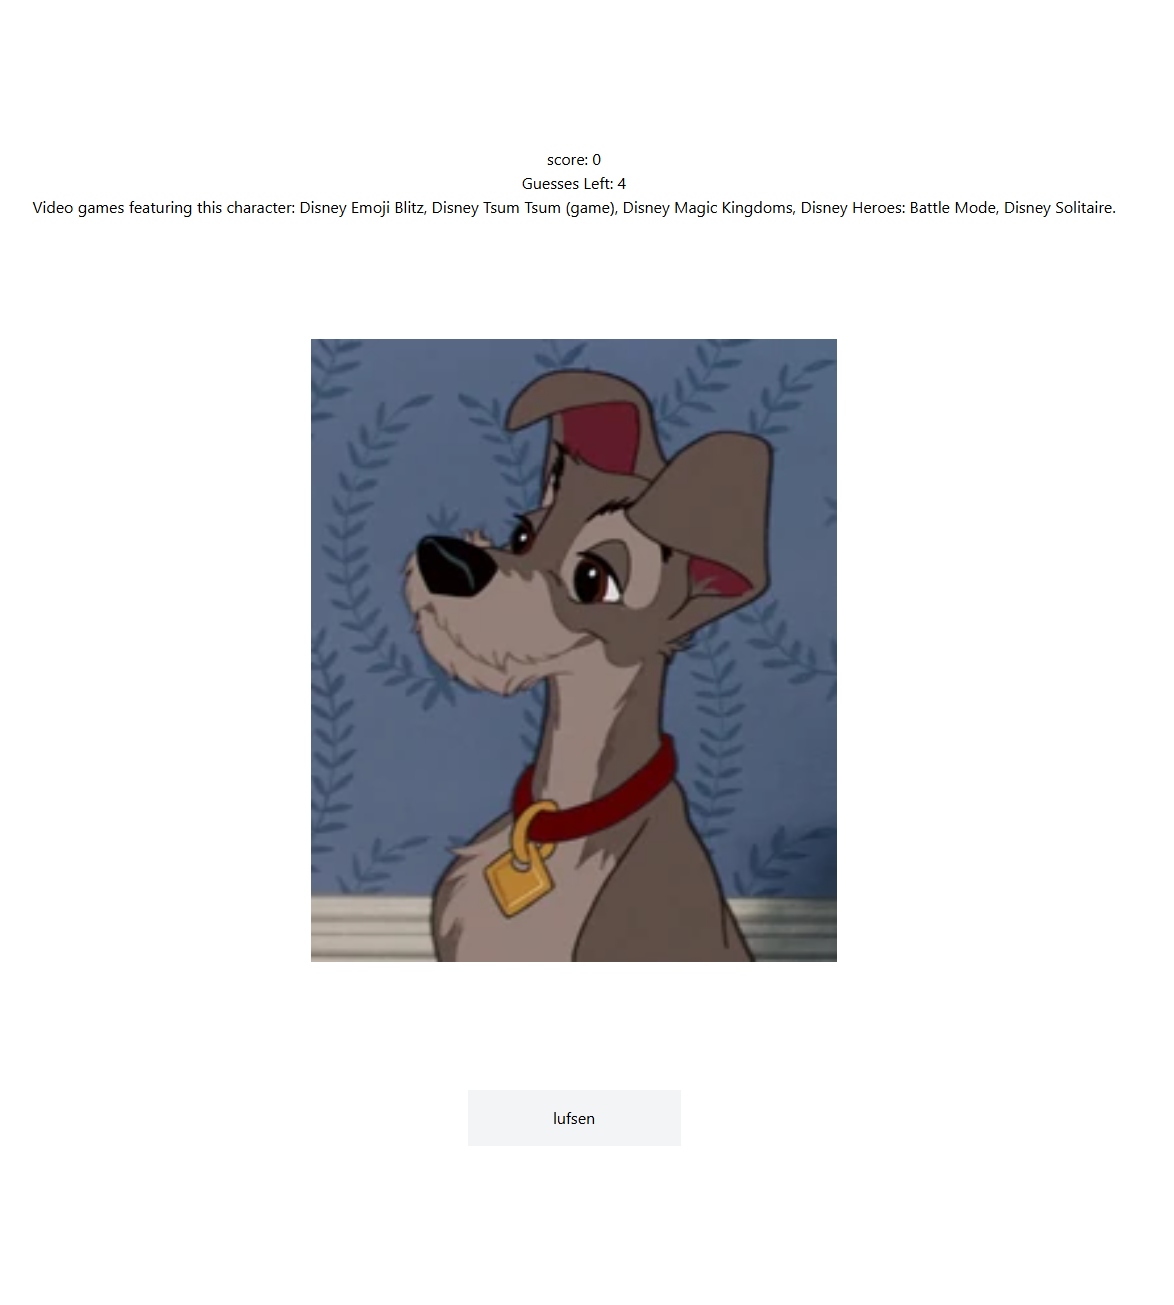 score: 0
Guesses Left: 4
Video games featuring this character: Disney Emoji Blitz, Disney Tsum Tsum (game), Disney Magic Kingdoms, Disney Heroes: Battle Mode, Disney Solitaire.
lufsen